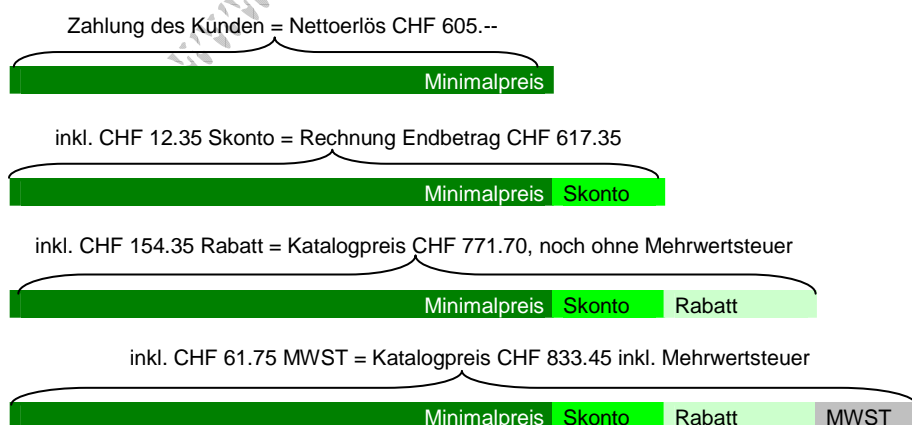 Zahlung des Kunden = Nettoerlös CHF 605.--
Minimalpreis
inkl. CHF 12.35 Skonto = Rechnung Endbetrag CHF 617.35
Minimalpreis Skonto
inkl. CHF 154.35 Rabatt = Katalogpreis CHF 771.70, noch ohne Mehrwertsteuer
Minimalpreis Skonto Rabatt
inkl. CHF 61.75 MWST = Katalogpreis CHF 833.45 inkl. Mehrwertsteuer
Minimalpreis Skonto Rabatt MWST